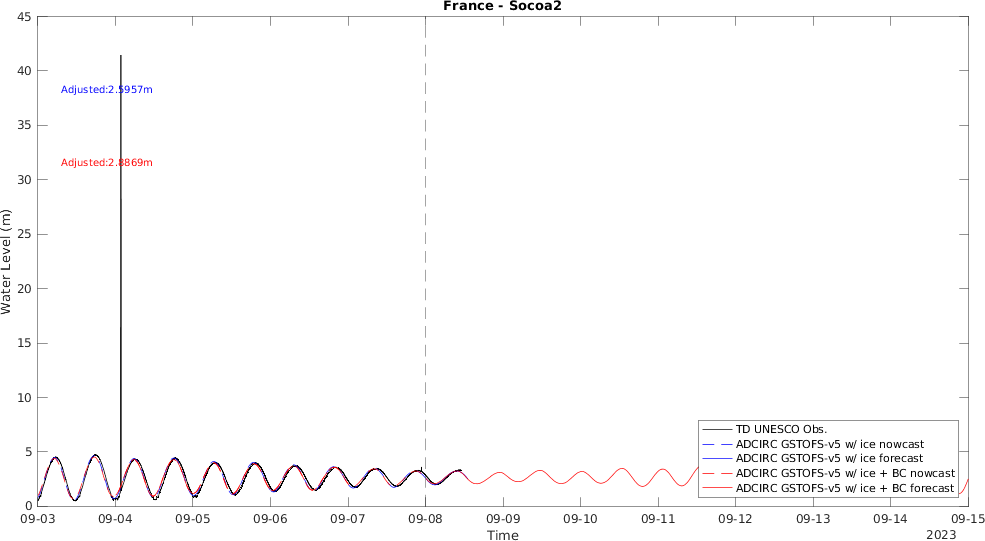 France - Socoa2
Water Level (m)
45
40
35
30
25
20
15
10
5
0
Adjusted:2.5957m
Adjusted:2.8869m
TD UNESCO Obs.
ADCIRC GSTOFS-v5 w/ ice nowcast
ADCIRC GSTOFS-v5 w/ ice forecast
ADCIRC GSTOFS-v5 w/ ice + BC nowcast
ADCIRC GSTOFS-v5 w/ ice + BC forecast
09-03 09-04 09-05 09-06 09-07 09-08 09-09 09-10 09-11 09-12 09-13 09-14 09-15
Time
2023